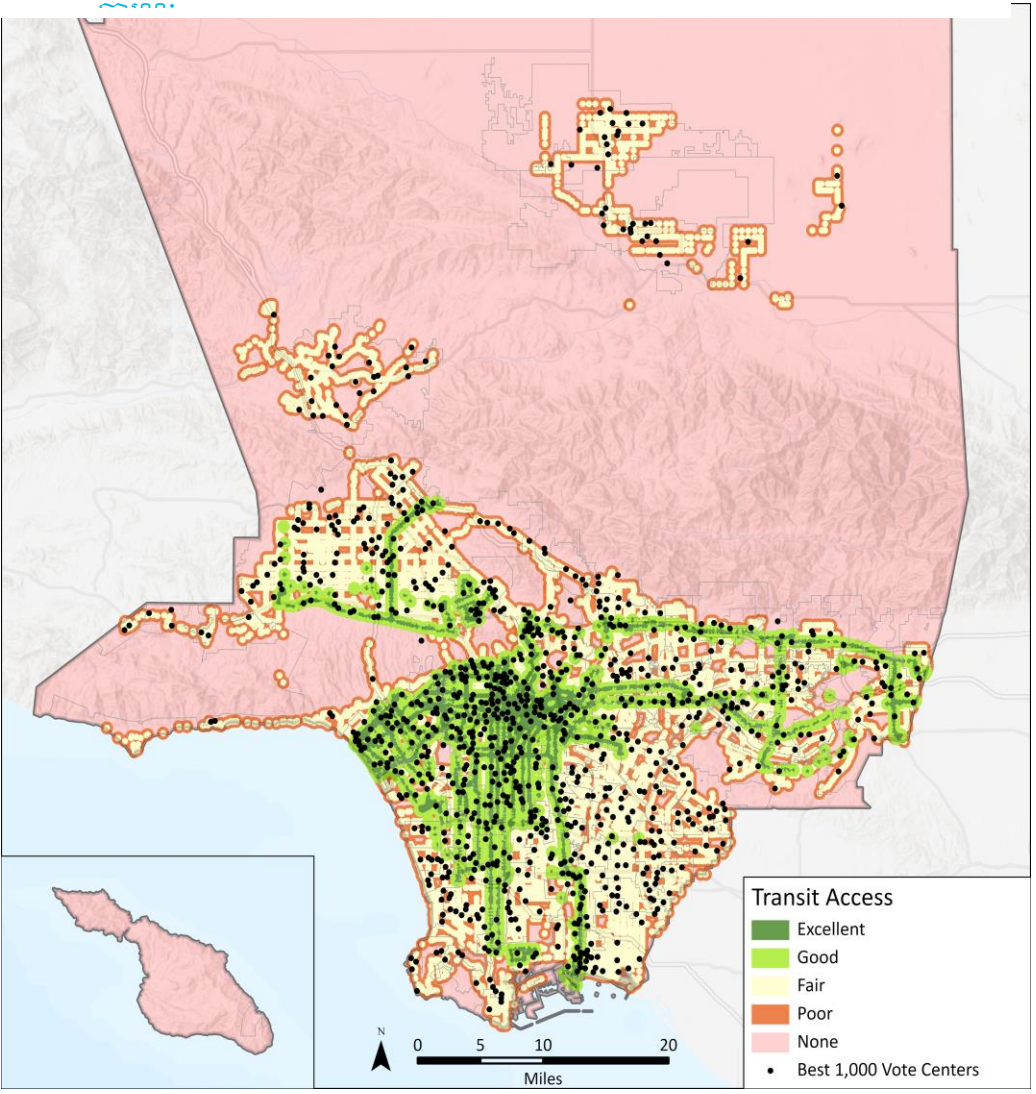 Transit Access
Excellent
Good
Fair
Poor
None
Best 1,000 Vote Centers
N
0 5 10 20
Miles